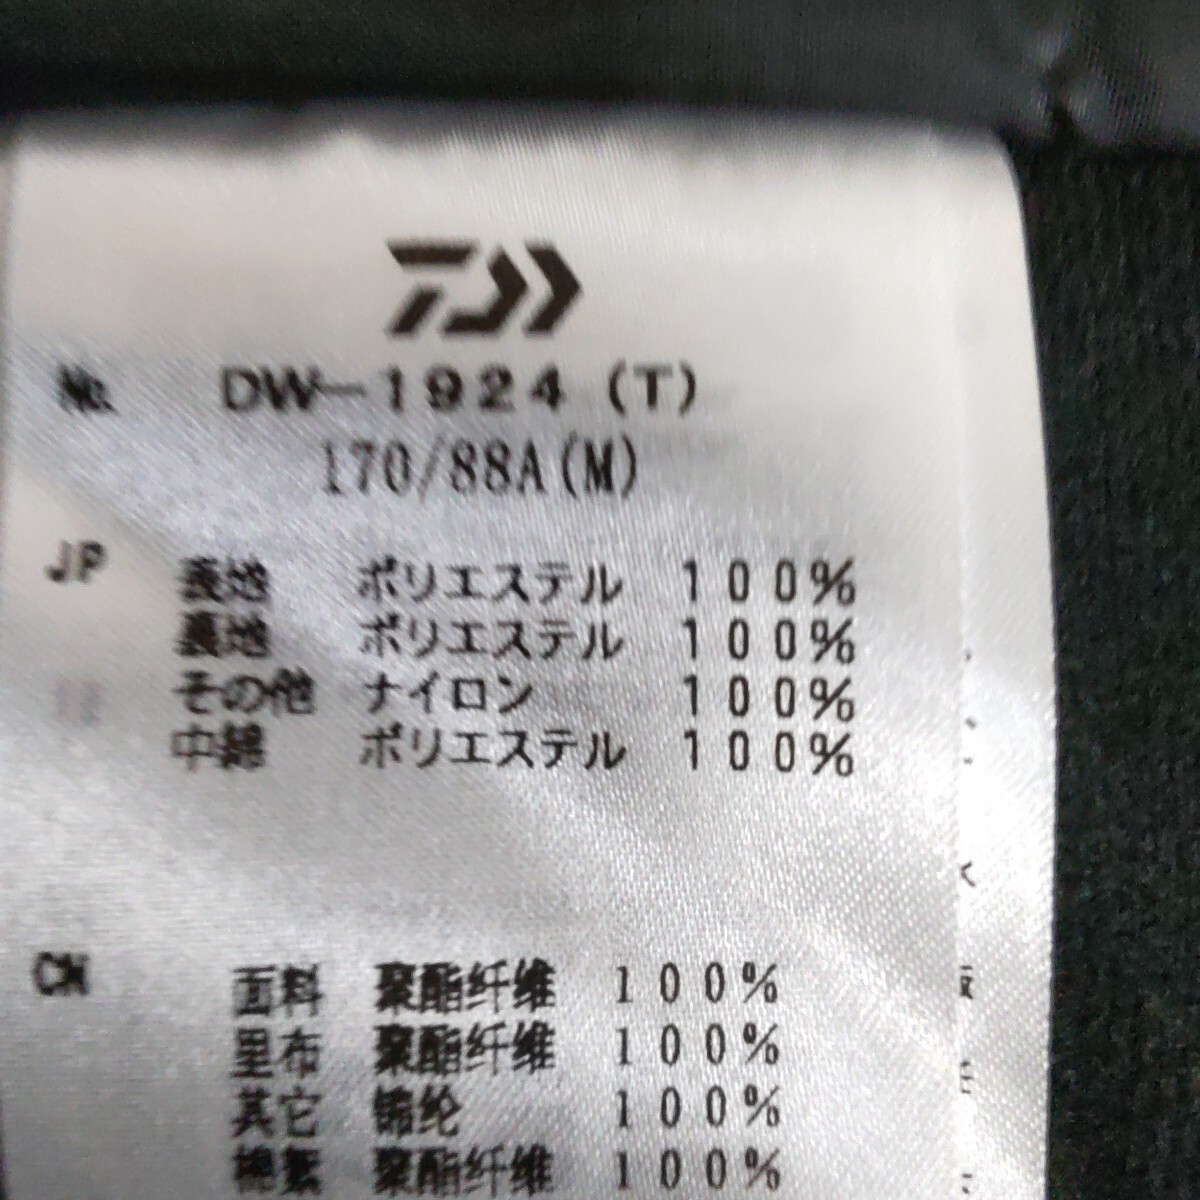 No. DW-1924 (T)
170/88A(M)
JP 表地 ポリエステル 100%
裏地 ポリエステル 100%
その他 ナイロン 100%
中綿 ポリエステル 100%
CN 面料 聚酯纤维 100%
里布 聚酯纤维 100%
其它 锦纶 100%
棉絮 聚酯纤维 100%